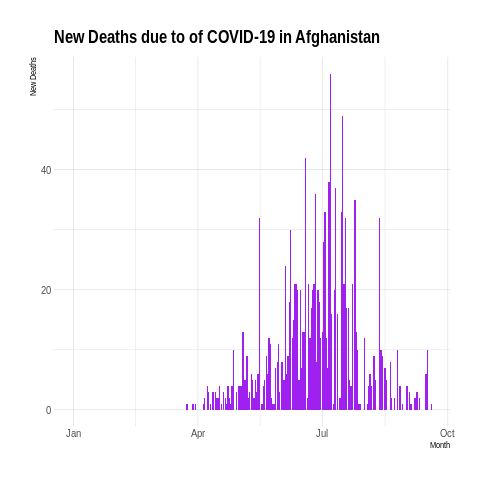 New Deaths due to of COVID-19 in Afghanistan
New Deaths
40
20
0
Jan Apr Jul Oct
Month